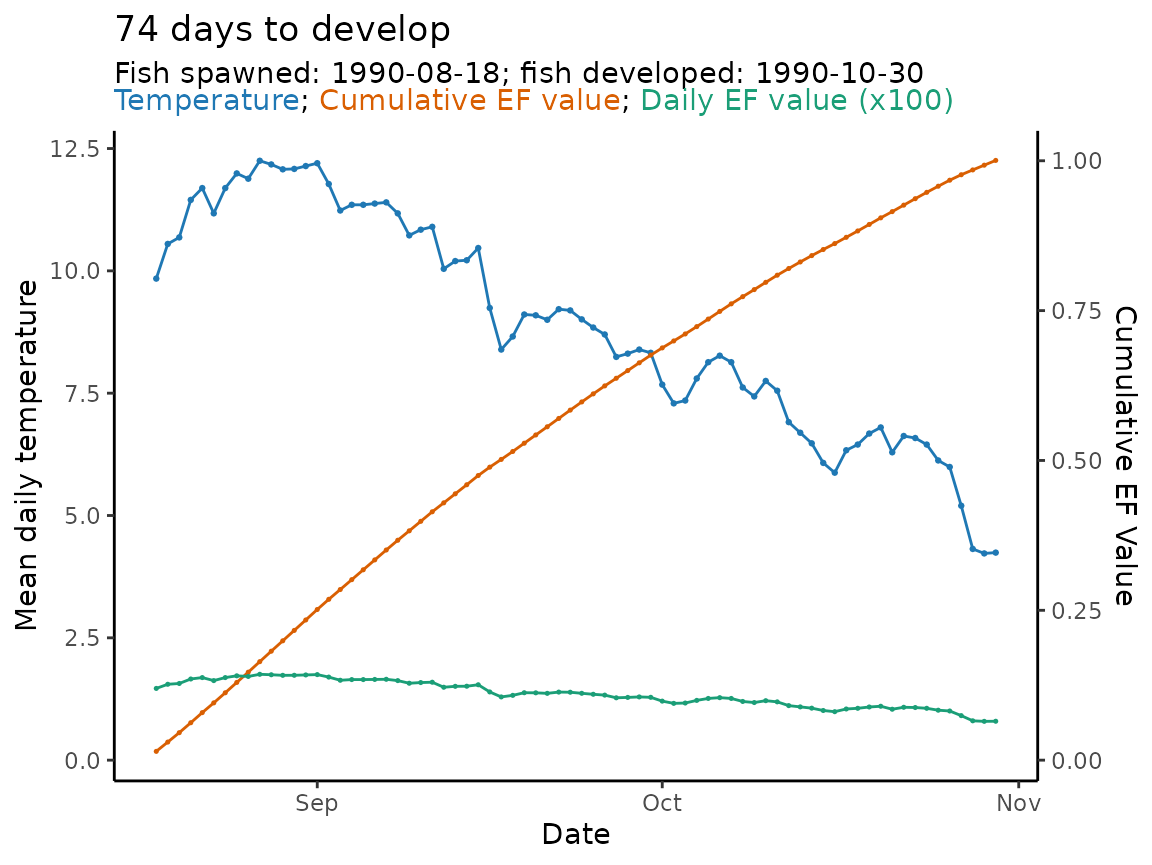 74 days to develop
Fish spawned: 1990-08-18; fish developed: 1990-10-30
Temperature; Cumulative EF value; Daily EF value (x100)
12.5
10.0
7.5
5.0
2.5
0.0
Mean daily temperature
1.00
0.75
0.50
0.25
0.00
Cumulative EF Value
Sep
Oct
Nov
Date